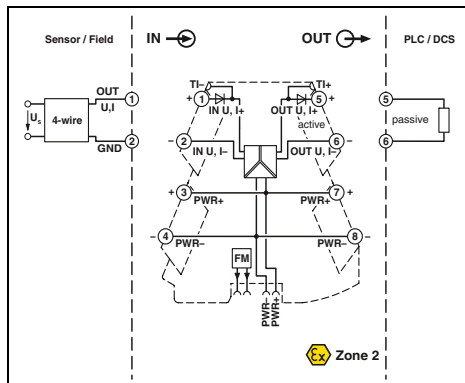 Sensor / Field
IN
OUT
PLC / DCS
OUT
U,I
1
Us
4-wire
2
GND
TI–
+
1
IN U, I+
TI+
OUT U, I+
5
+
active
–
2
IN U, I–
OUT U, I–
6
–
5
passive
6
+
3
PWR+
7
PWR+
+
–
4
PWR–
8
PWR–
–
FM
PWR–
PWR+
Ex
Zone 2